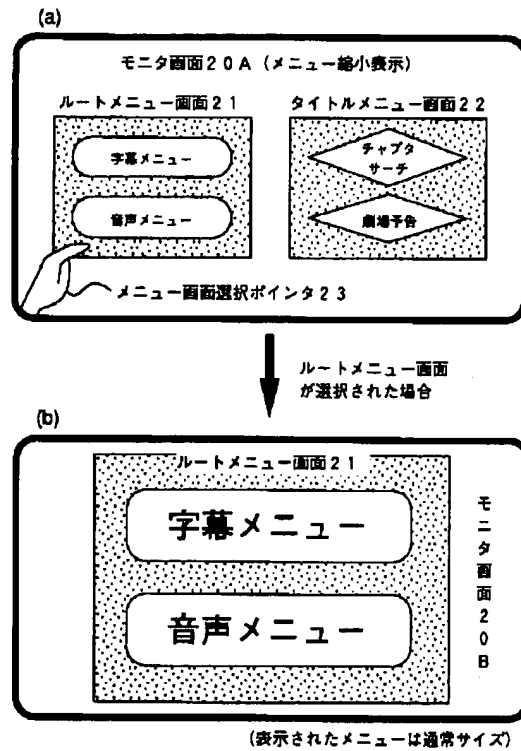 (a)
モニタ画面20A(メニュー縮小表示)
ルートメニュー画面21
タイトルメニュー画面22
字幕メニュー
音声メニュー
チャプタ
サーチ
劇場予告
メニュー画面選択ポインタ23
ルートメニュー画面
が選択された場合
(b)
ルートメニュー画面21
字幕メニュー
音声メニュー
モニタ画面20B
(表示されたメニューは通常サイズ)